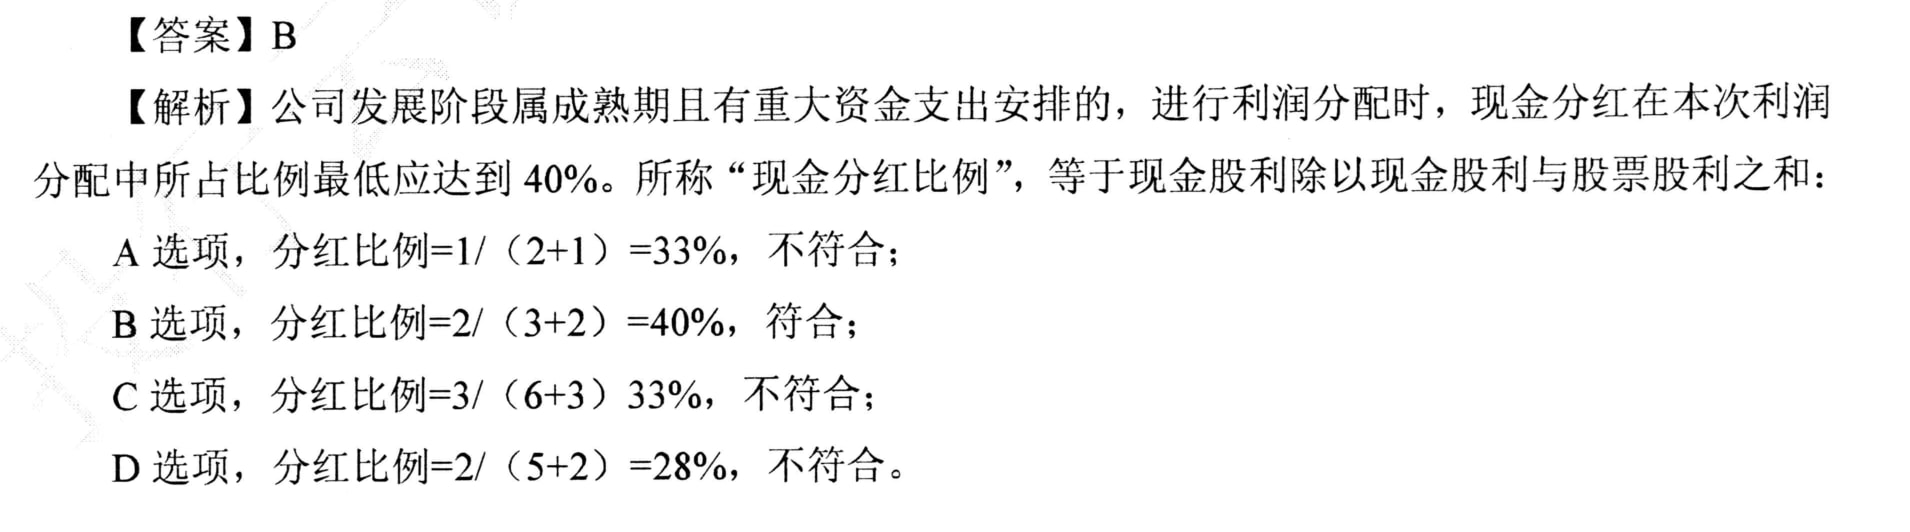 【答案】B
【解析】公司发展阶段属成熟期且有重大资金支出安排的，进行利润分配时，现金分红在本次利润
分配中所占比例最低应达到 40%。所称“现金分红比例”，等于现金股利除以现金股利与股票股利之和：
A 选项，分红比例=1/（2+1）=33%，不符合；
B 选项，分红比例=2/（3+2）=40%，符合；
C 选项，分红比例=3/（6+3）33%，不符合；
D 选项，分红比例=2/（5+2）=28%，不符合。